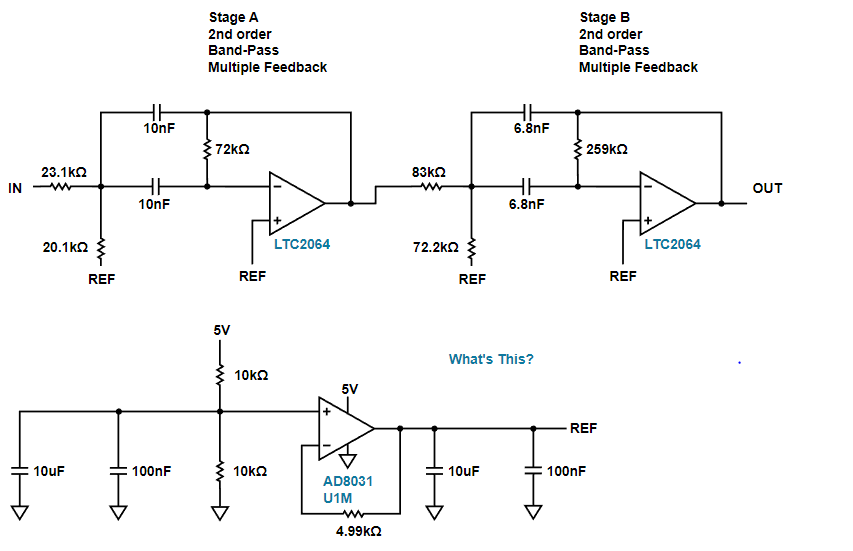 Stage A
2nd order
Band-Pass
Multiple Feedback
Stage B
2nd order
Band-Pass
Multiple Feedback
10nF
6.8nF
72kΩ
259kΩ
23.1kΩ
83kΩ
IN
OUT
10nF
6.8nF
20.1kΩ
LTC2064
72.2kΩ
LTC2064
REF
REF
REF
REF
5V
What's This?
10kΩ
5V
REF
10uF
100nF
10kΩ
10uF
100nF
AD8031
U1M
4.99kΩ